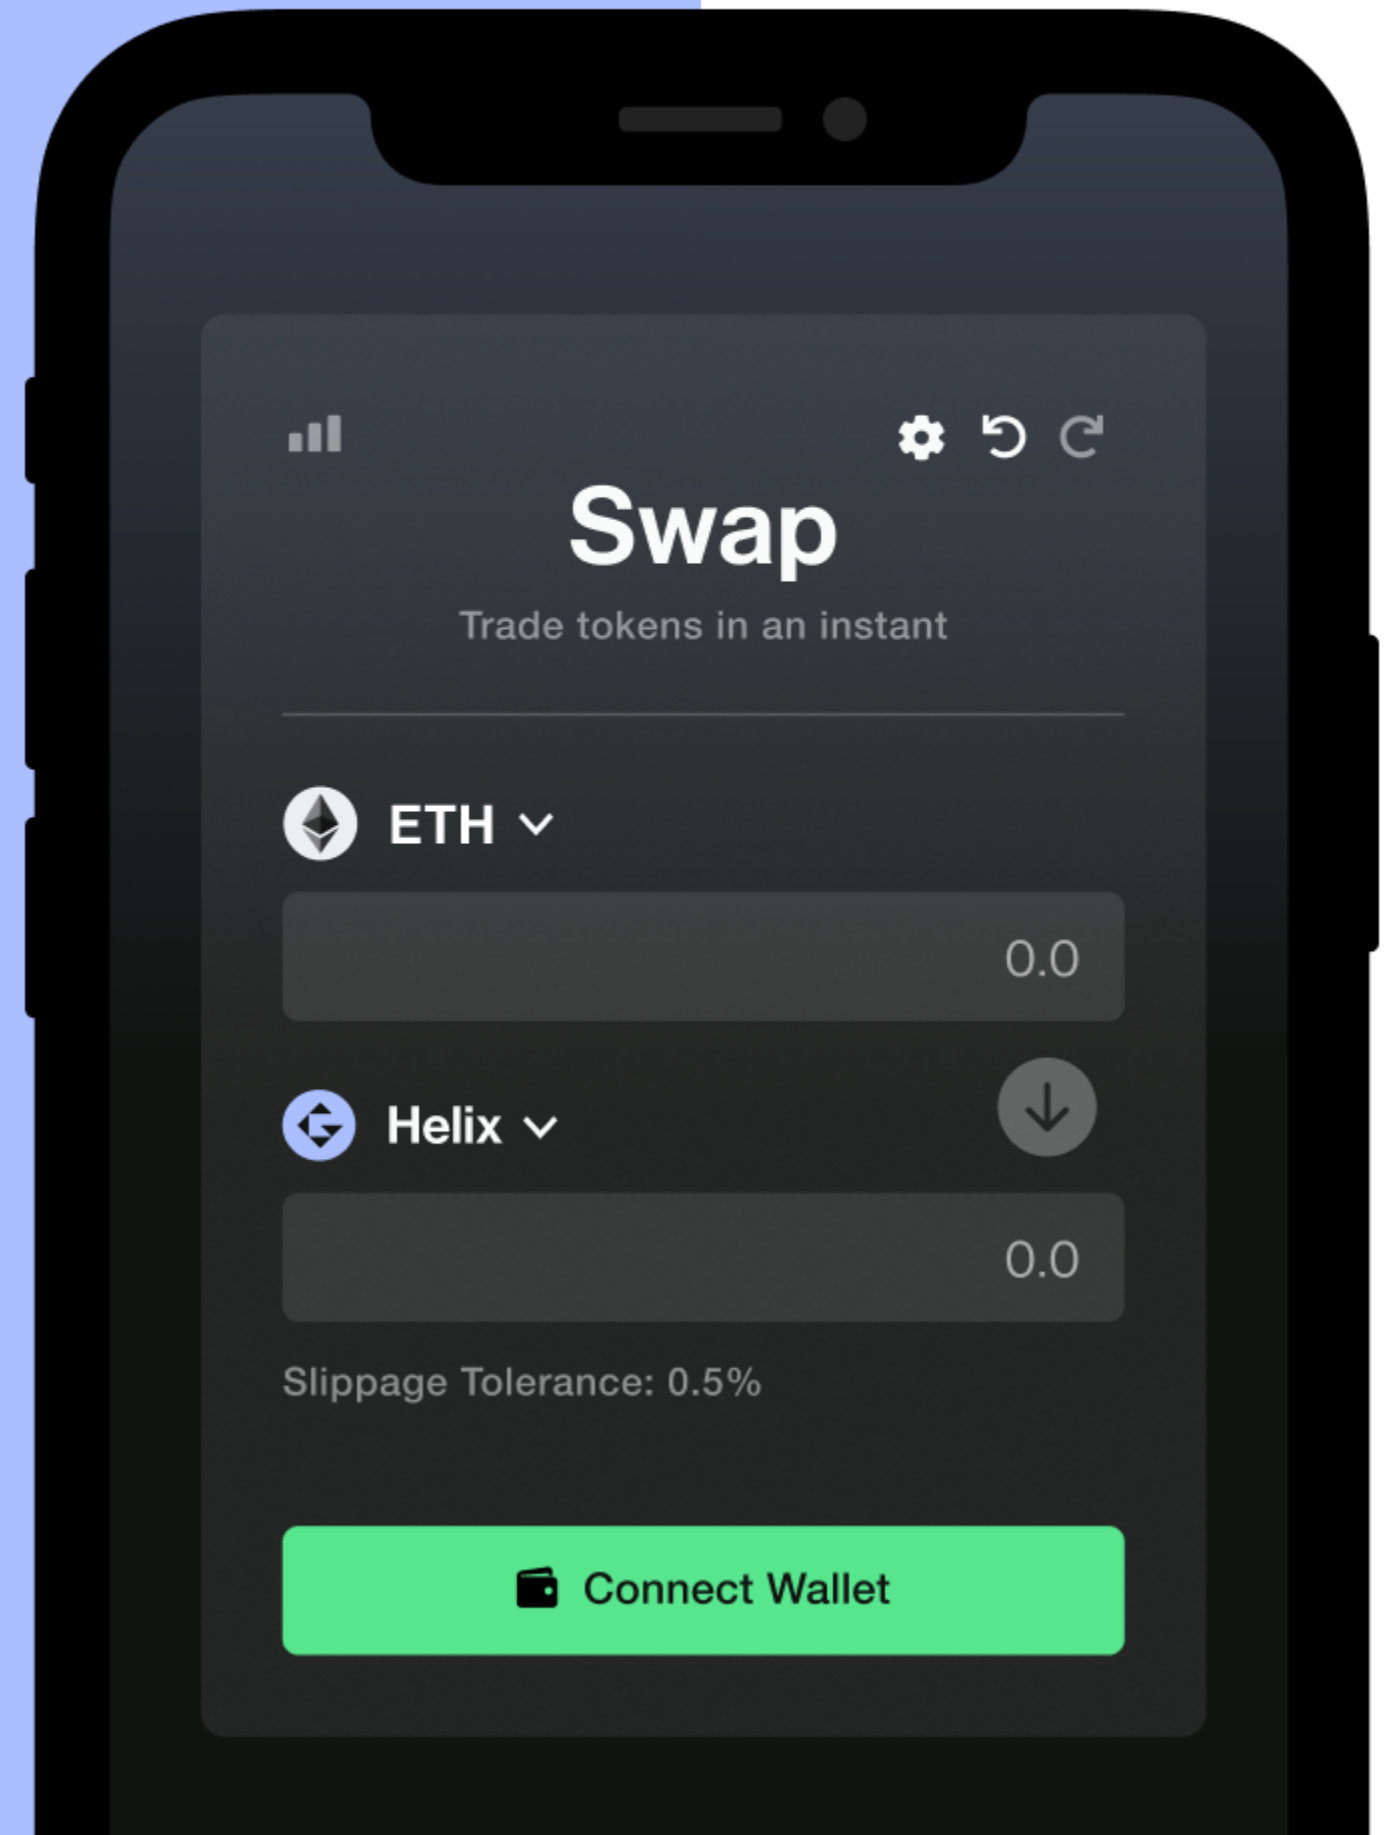 Swap
Trade tokens in an instant
ETH
0.0
Helix
0.0
Slippage Tolerance: 0.5%
Connect Wallet